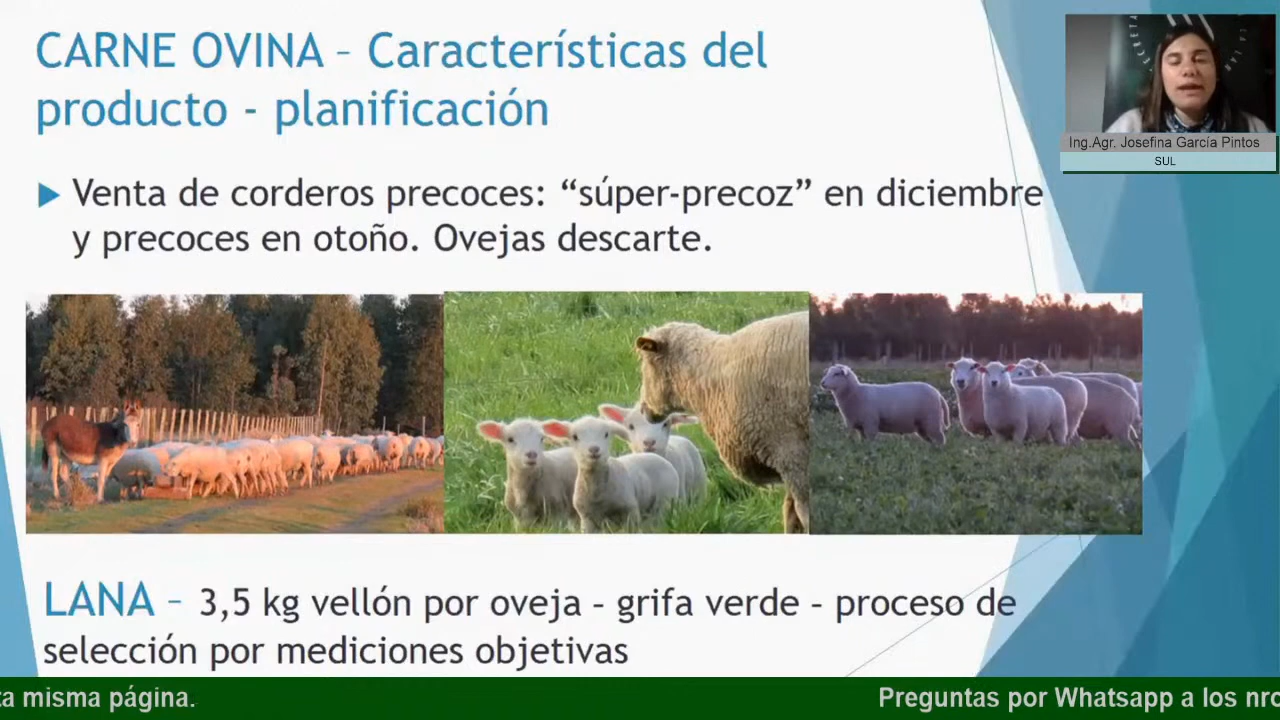 CARNE OVINA – Características del
producto - planificación
Ing.Agr. Josefina García Pintos
SUL
Venta de corderos precoces: “súper-precoz” en diciembre
y precoces en otoño. Ovejas descarte.
LANA – 3,5 kg vellón por oveja – grifa verde – proceso de
selección por mediciones objetivas
ta misma página.
Preguntas por Whatsapp a los nro